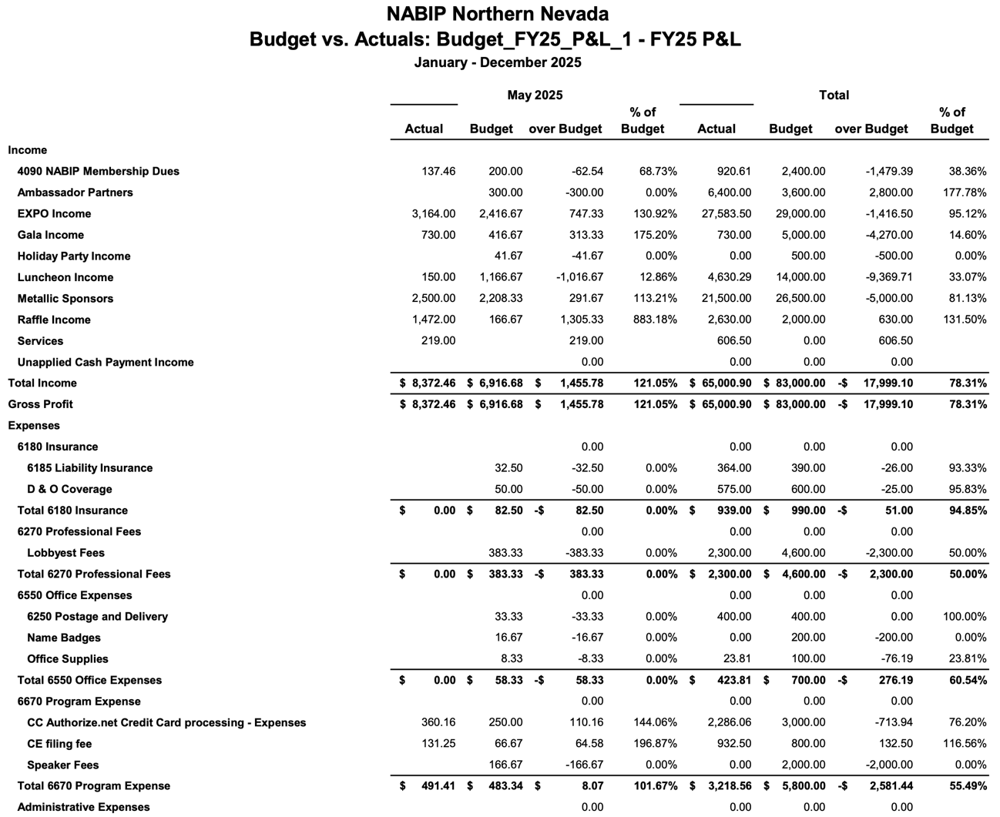 NABIP Northern Nevada
Budget vs. Actuals: Budget_FY25_P&L_1 - FY25 P&L
January - December 2025
May 2025 Total
Actual Budget over Budget % of Budget Actual Budget over Budget % of Budget
Income
4090 NABIP Membership Dues 137.46 200.00 -62.54 68.73% 920.61 2,400.00 -1,479.39 38.36%
Ambassador Partners 300.00 -300.00 0.00% 6,400.00 3,600.00 2,800.00 177.78%
EXPO Income 3,164.00 2,416.67 747.33 130.92% 27,583.50 29,000.00 -1,416.50 95.12%
Gala Income 730.00 416.67 313.33 175.20% 730.00 5,000.00 -4,270.00 14.60%
Holiday Party Income 41.67 -41.67 0.00% 0.00 500.00 -500.00 0.00%
Luncheon Income 150.00 1,166.67 -1,016.67 12.86% 4,630.29 14,000.00 -9,369.71 33.07%
Metallic Sponsors 2,500.00 2,208.33 291.67 113.21% 21,500.00 26,500.00 -5,000.00 81.13%
Raffle Income 1,472.00 166.67 1,305.33 883.18% 2,630.00 2,000.00 630.00 131.50%
Services 219.00 219.00 606.50 0.00 606.50
Unapplied Cash Payment Income 0.00 0.00 0.00 0.00
Total Income $ 8,372.46 $ 6,916.68 $ 1,455.78 121.05% $ 65,000.90 $ 83,000.00 -$ 17,999.10 78.31%
Gross Profit $ 8,372.46 $ 6,916.68 $ 1,455.78 121.05% $ 65,000.90 $ 83,000.00 -$ 17,999.10 78.31%
Expenses
6180 Insurance 0.00 0.00 0.00 0.00
6185 Liability Insurance 32.50 -32.50 0.00% 364.00 390.00 -26.00 93.33%
D & O Coverage 50.00 -50.00 0.00% 575.00 600.00 -25.00 95.83%
Total 6180 Insurance $ 0.00 $ 82.50 -$ 82.50 0.00% $ 939.00 $ 990.00 -$ 51.00 94.85%
6270 Professional Fees 0.00 0.00 0.00 0.00
Lobbyest Fees 383.33 -383.33 0.00% 2,300.00 4,600.00 -2,300.00 50.00%
Total 6270 Professional Fees $ 0.00 $ 383.33 -$ 383.33 0.00% $ 2,300.00 $ 4,600.00 -$ 2,300.00 50.00%
6550 Office Expenses 0.00 0.00 0.00 0.00
6250 Postage and Delivery 33.33 -33.33 0.00% 400.00 400.00 0.00 100.00%
Name Badges 16.67 -16.67 0.00% 0.00 200.00 -200.00 0.00%
Office Supplies 8.33 -8.33 0.00% 23.81 100.00 -76.19 23.81%
Total 6550 Office Expenses $ 0.00 $ 58.33 -$ 58.33 0.00% $ 423.81 $ 700.00 -$ 276.19 60.54%
6670 Program Expense 0.00 0.00 0.00 0.00
CC Authorize.net Credit Card processing - Expenses 360.16 250.00 110.16 144.06% 2,286.06 3,000.00 -713.94 76.20%
CE filing fee 131.25 66.67 64.58 196.87% 932.50 800.00 132.50 116.56%
Speaker Fees 166.67 -166.67 0.00% 0.00 2,000.00 -2,000.00 0.00%
Total 6670 Program Expense $ 491.41 $ 483.34 $ 8.07 101.67% $ 3,218.56 $ 5,800.00 -$ 2,581.44 55.49%
Administrative Expenses 0.00 0.00 0.00 0.00